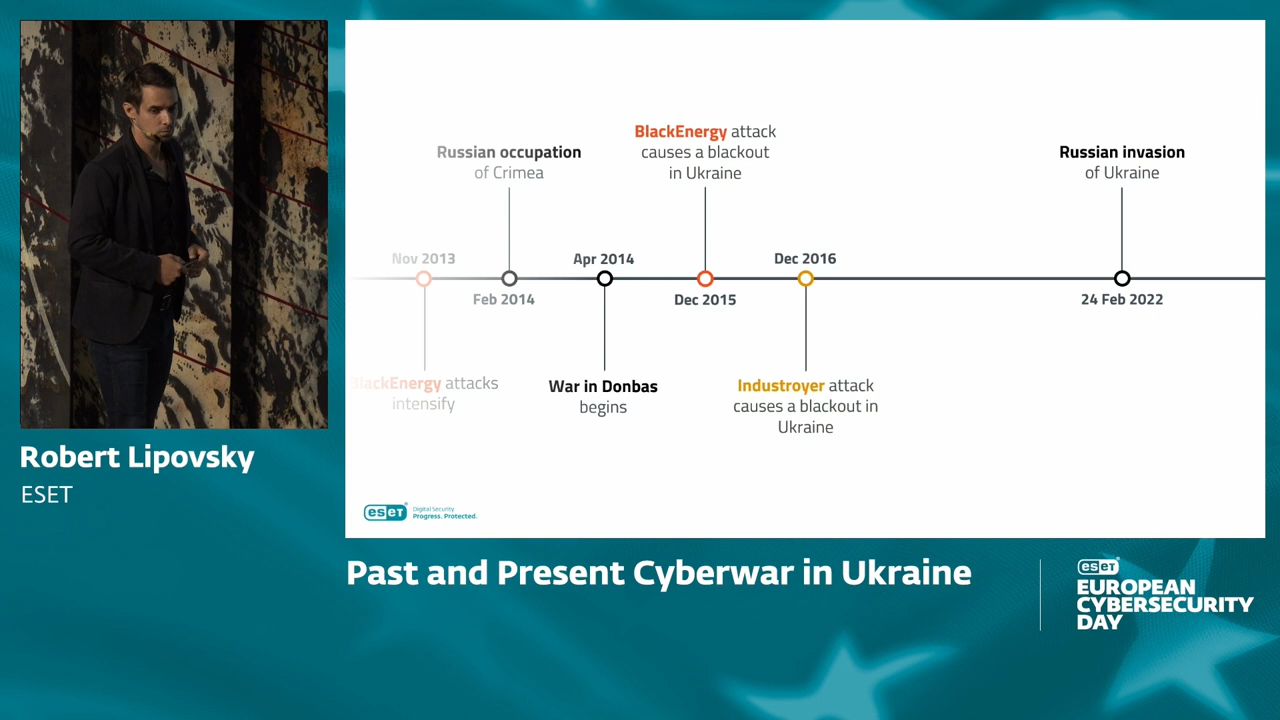 Robert Lipovsky
ESET
BlackEnergy attack
causes a blackout
in Ukraine
Russian occupation
of Crimea
Russian invasion
of Ukraine
Nov 2013
Apr 2014
Dec 2016
Feb 2014
Dec 2015
24 Feb 2022
BlackEnergy attacks
intensify
War in Donbas
begins
Industroyer attack
causes a blackout in
Ukraine
eset
Digital Security
Progress. Protected.
Past and Present Cyberwar in Ukraine
eset
EUROPEAN
CYBERSECURITY
DAY